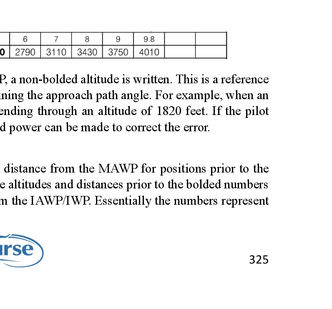 6 7 8 9 9.8
0 2790 3110 3430 3750 4010
P, a non-bolded altitude is written. This is a reference
ning the approach path angle. For example, when an
ending through an altitude of 1820 feet. If the pilot
d power can be made to correct the error.
distance from the MAWP for positions prior to the
e altitudes and distances prior to the bolded numbers
m the IAWP/IWP. Essentially the numbers represent
urse
325